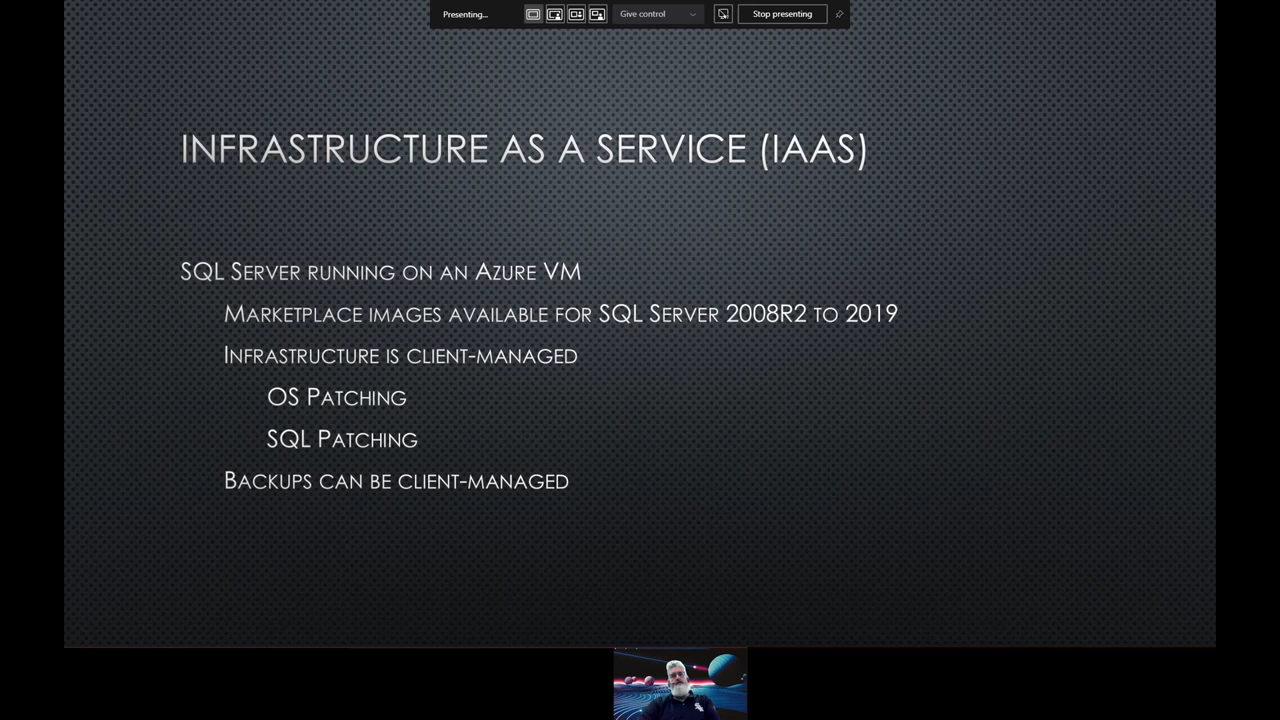 Presenting...
Give control
Stop presenting
INFRASTRUCTURE AS A SERVICE (IAAS)
SQL SERVER RUNNING ON AN AZURE VM
MARKETPLACE IMAGES AVAILABLE FOR SQL SERVER 2008R2 TO 2019
INFRASTRUCTURE IS CLIENT-MANAGED
OS PATCHING
SQL PATCHING
BACKUPS CAN BE CLIENT-MANAGED